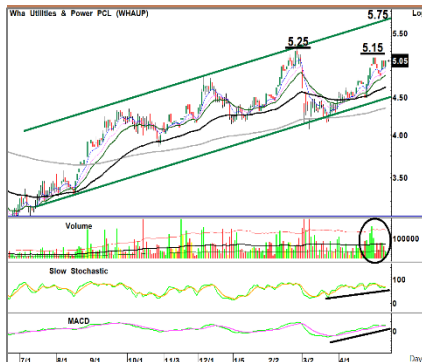 Wha Utilities & Power PCL (WHAUP)
5.75
5.50
5.25
5.15
5.05
4.50
4.00
3.50
Volume
100000
Slow Stochastic
100
0
MACD
0
7/1 8/1 9/1 10/1 11/3 12/1 1/5 2/2 3/2 4/1